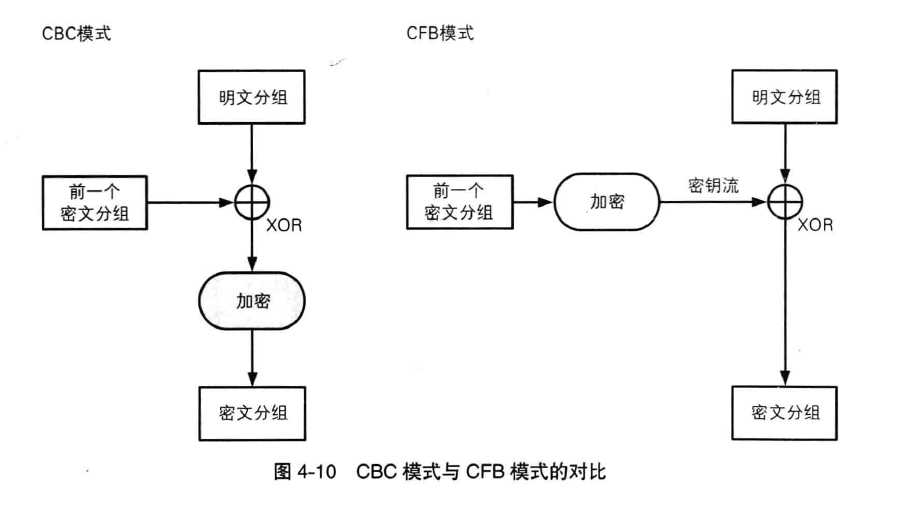 CBC模式
CFB模式
明文分组
明文分组
前一个
密文分组
XOR
加密
密文分组
前一个
密文分组
加密
密钥流
XOR
密文分组
图 4-10 CBC 模式与 CFB 模式的对比